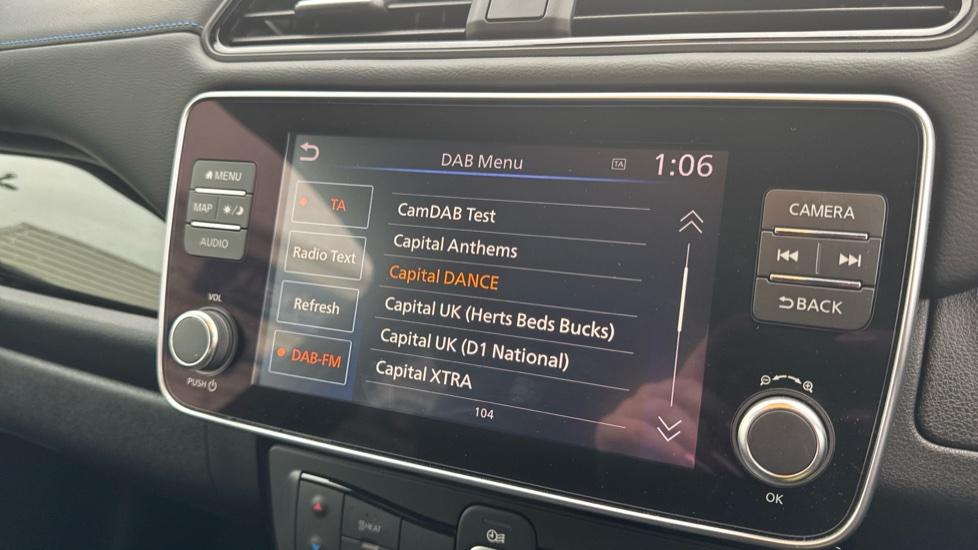 DAB Menu
TA
1:06
TA
CamDAB Test
Capital Anthems
Radio Text
Capital DANCE
Refresh
Capital UK (Herts Beds Bucks)
Capital UK (D1 National)
DAB-FM
Capital XTRA
104
MENU
MAP
AUDIO
VOL
PUSH
CAMERA
BACK
OK
HEAT